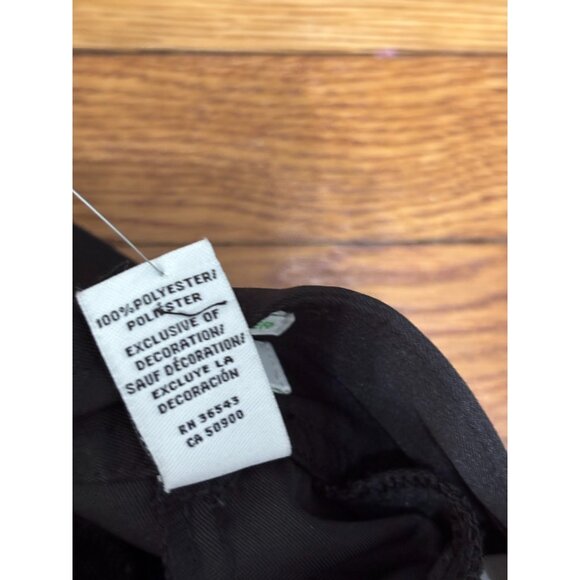 100%POLYESTER/
POLIÉSTER
EXCLUSIVE OF
DECORATION/
SAUF DÉCORATION/
EXCLUYE LA
DECORACIÓN
RN 36543
CA 50900